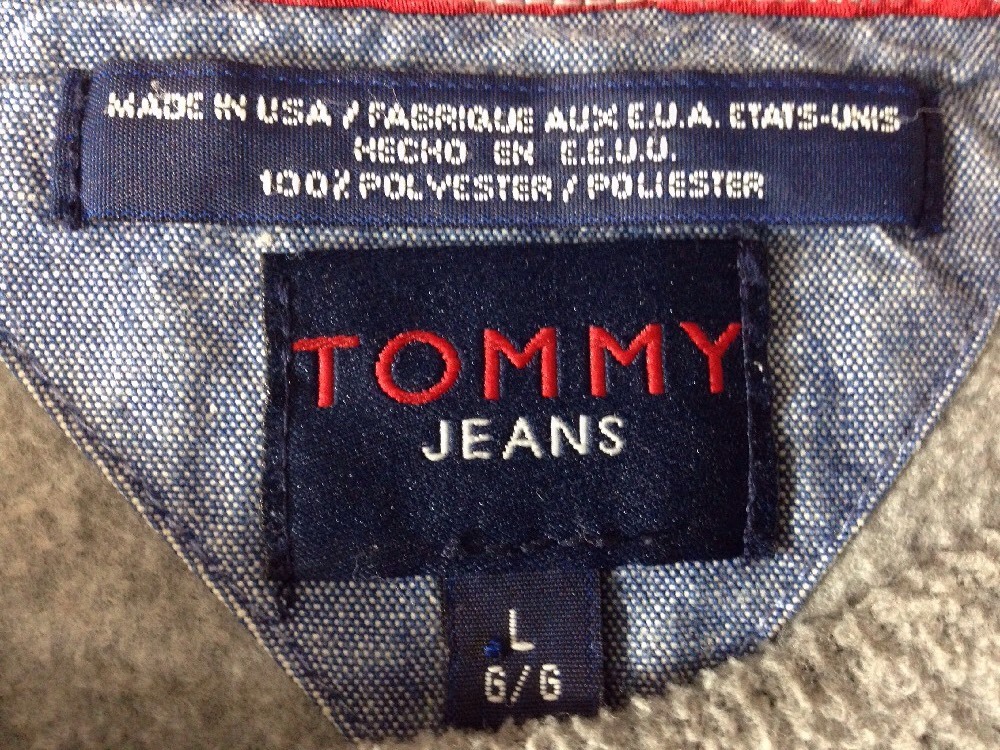 MADE IN USA / FABRIQUE AUX E.U.A. ETATS-UNIS
HECHO EN E.E.U.U.
100% POLYESTER / POLIESTER
TOMMY
JEANS
L
G/G